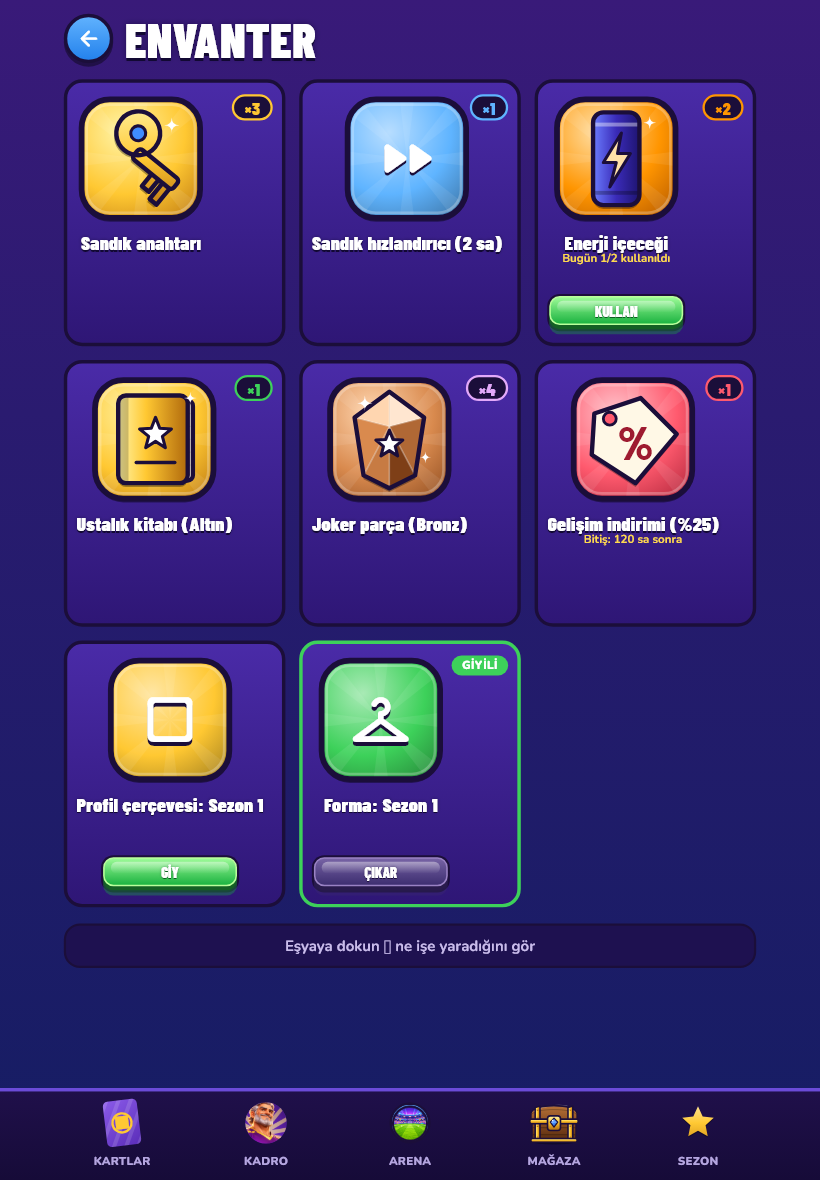 ENVANTER
×3
Sandık anahtarı
×1
Sandık hızlandırıcı (2 sa)
×2
Enerji içeceği
Bugün 1/2 kullanıldı
KULLAN
×1
Ustalık kitabı (Altın)
×4
Joker parça (Bronz)
%
×1
Gelişim indirimi (%25)
Bitiş: 120 sa sonra
Profil çerçevesi: Sezon 1
GİY
GİYİLİ
Forma: Sezon 1
ÇIKAR
Eşyaya dokun ▯ ne işe yaradığını gör
KARTLAR
KADRO
ARENA
MAĞAZA
SEZON